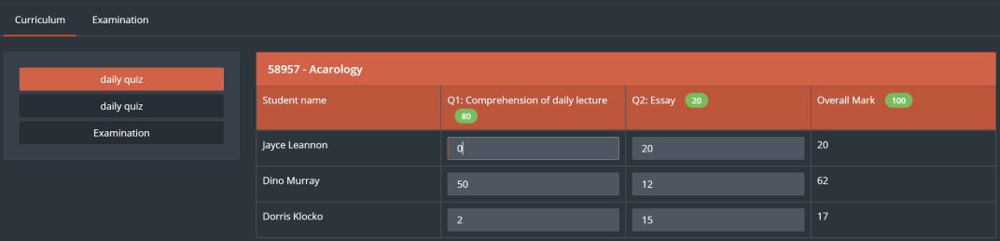 Curriculum Examination
daily quiz
daily quiz
Examination
58957 - Acarology
Student name Q1: Comprehension of daily lecture 80 Q2: Essay 20 Overall Mark 100
Jayce Leannon 0 20 20
Dino Murray 50 12 62
Dorris Klocko 2 15 17